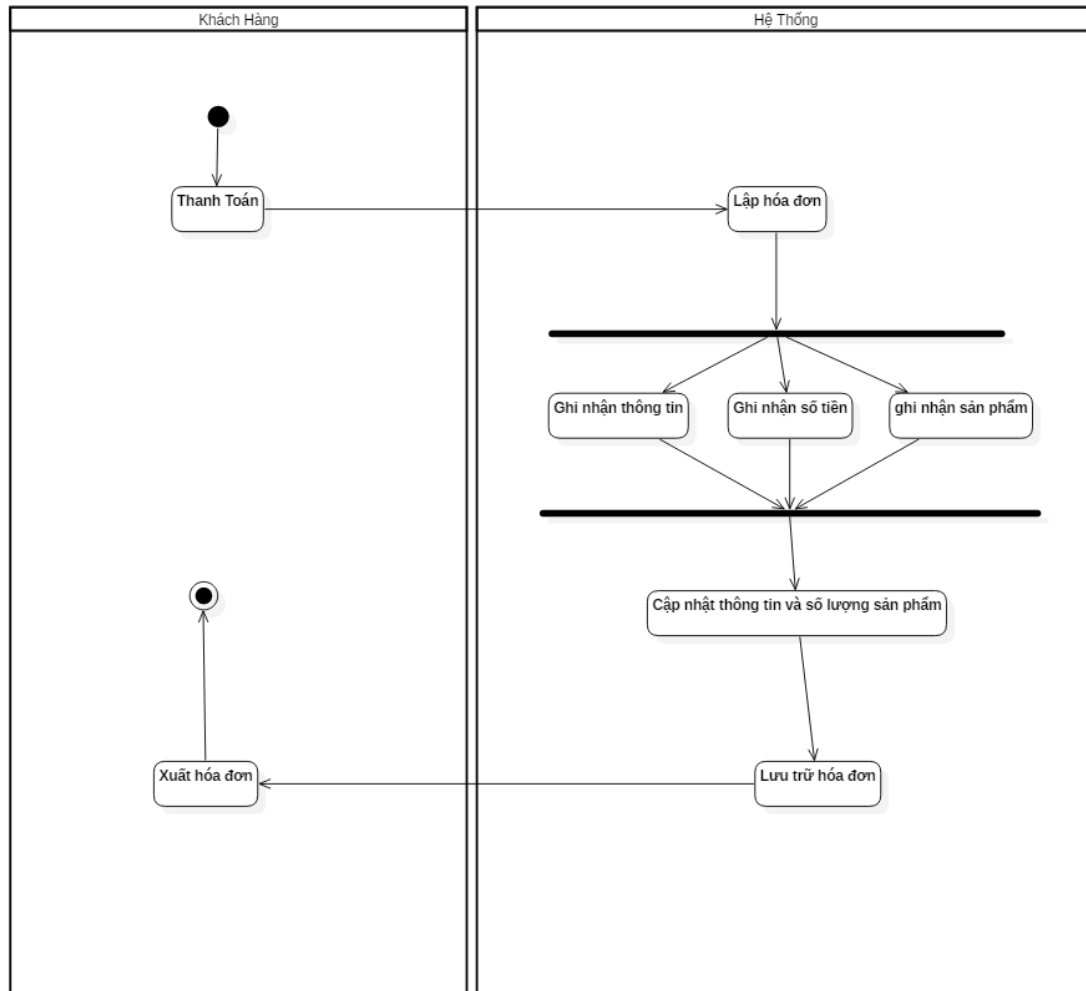 Khách Hàng
Hệ Thống
Thanh Toán
Lập hóa đơn
Ghi nhận thông tin
Ghi nhận số tiền
ghi nhận sản phẩm
Cập nhật thông tin và số lượng sản phẩm
Xuất hóa đơn
Lưu trữ hóa đơn